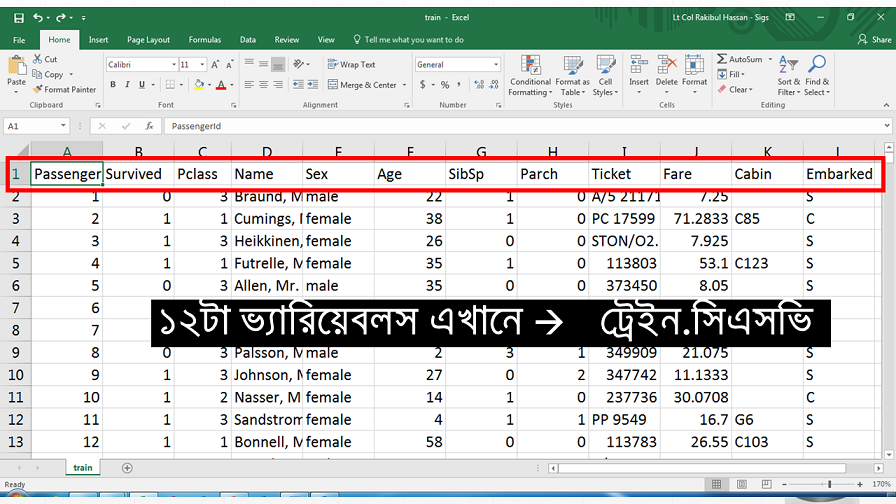 train - Excel
Lt Col Rakibul Hassan - Sigs
File Home Insert Page Layout Formulas Data Review View Tell me what you want to do Share
Cut
Copy
Format Painter
Paste
Clipboard
Calibri 11
B I U
Font
Wrap Text
Merge & Center
Alignment
General
$ % ,
Number
Conditional Formatting
Format as Table
Cell Styles
Styles
Insert Delete Format
Cells
AutoSum
Fill
Clear
Sort & Filter
Find & Select
Editing
A1 fx PassengerId
A B C D E F G H I J K L
1 Passenger Survived Pclass Name Sex Age SibSp Parch Ticket Fare Cabin Embarked
2 1 0 3 Braund, M male 22 1 0 A/5 21171 7.25 S
3 2 1 1 Cumings, female 38 1 0 PC 17599 71.2833 C85 C
4 3 1 3 Heikkinen, female 26 0 0 STON/O2. 7.925 S
5 4 1 1 Futrelle, M female 35 1 0 113803 53.1 C123 S
6 5 0 3 Allen, Mr. male 35 0 0 373450 8.05 S
7 6
8 7
১২টা ভ্যারিয়েবলস এখানে → ট্রেইন.সিএসভি
9 8 0 3 Palsson, M male 2 3 1 349909 21.075 S
10 9 1 3 Johnson, M female 27 0 2 347742 11.1333 S
11 10 1 2 Nasser, M female 14 1 0 237736 30.0708 C
12 11 1 3 Sandstrom female 4 1 1 PP 9549 16.7 G6 S
13 12 1 1 Bonnell, M female 58 0 0 113783 26.55 C103 S
train
Ready
170%